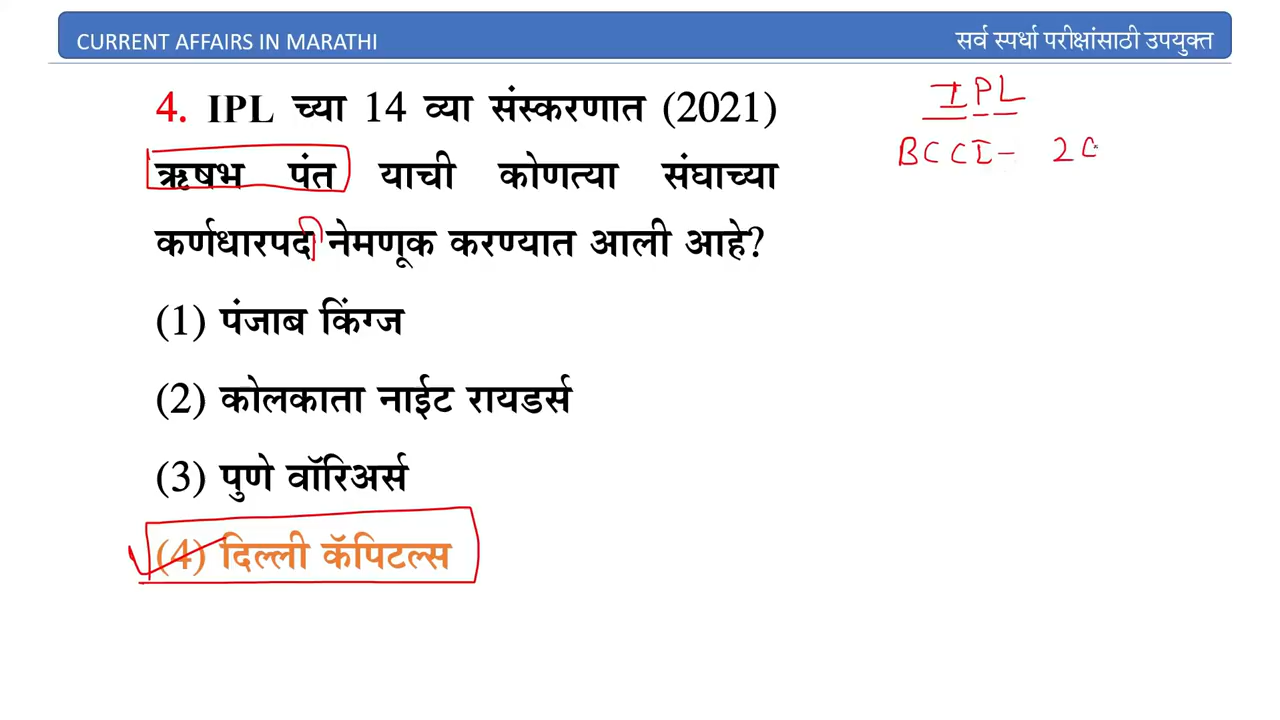 CURRENT AFFAIRS IN MARATHI
सर्व स्पर्धा परीक्षांसाठी उपयुक्त
4. IPL च्या 14 व्या संस्करणात (2021)
ऋषभ पंत याची कोणत्या संघाच्या
कर्णधारपदी नेमणूक करण्यात आली आहे?
(1) पंजाब किंग्ज
(2) कोलकाता नाईट रायडर्स
(3) पुणे वॉरिअर्स
(4) दिल्ली कॅपिटल्स
IPL
BCCI - 20